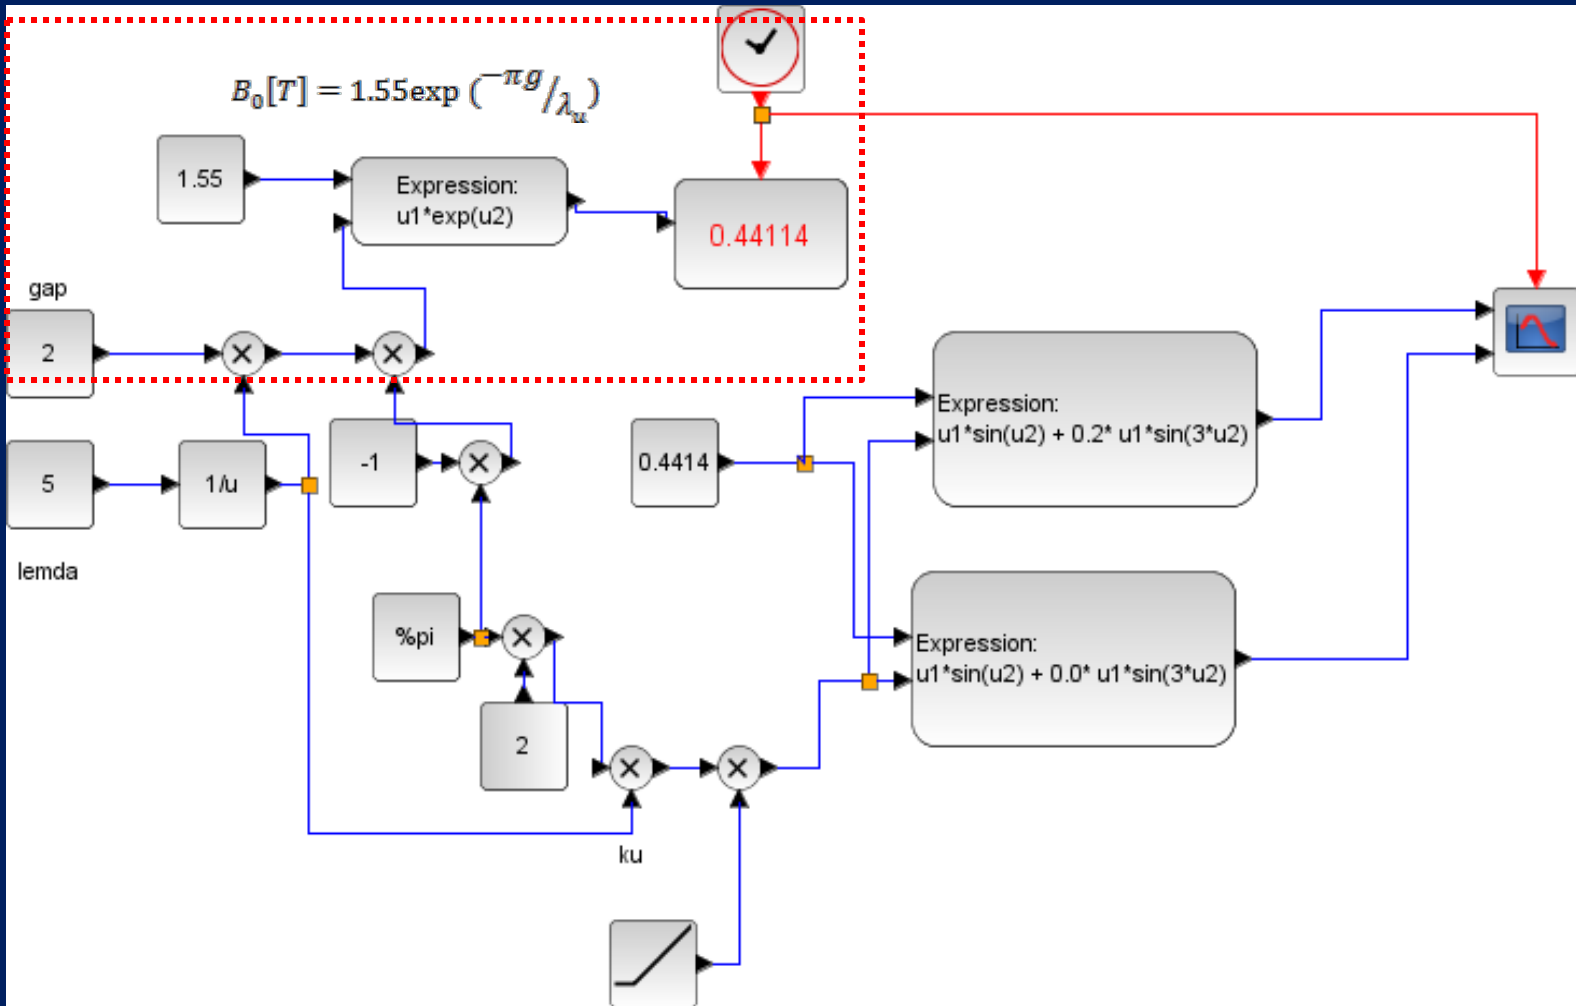 B₀[T] = 1.55exp (−πg/λᵤ)
1.55
Expression:
u1*exp(u2)
0.44114
gap
2
5
1/u
-1
0.4414
Expression:
u1*sin(u2) + 0.2* u1*sin(3*u2)
lemda
%pi
Expression:
u1*sin(u2) + 0.0* u1*sin(3*u2)
2
ku